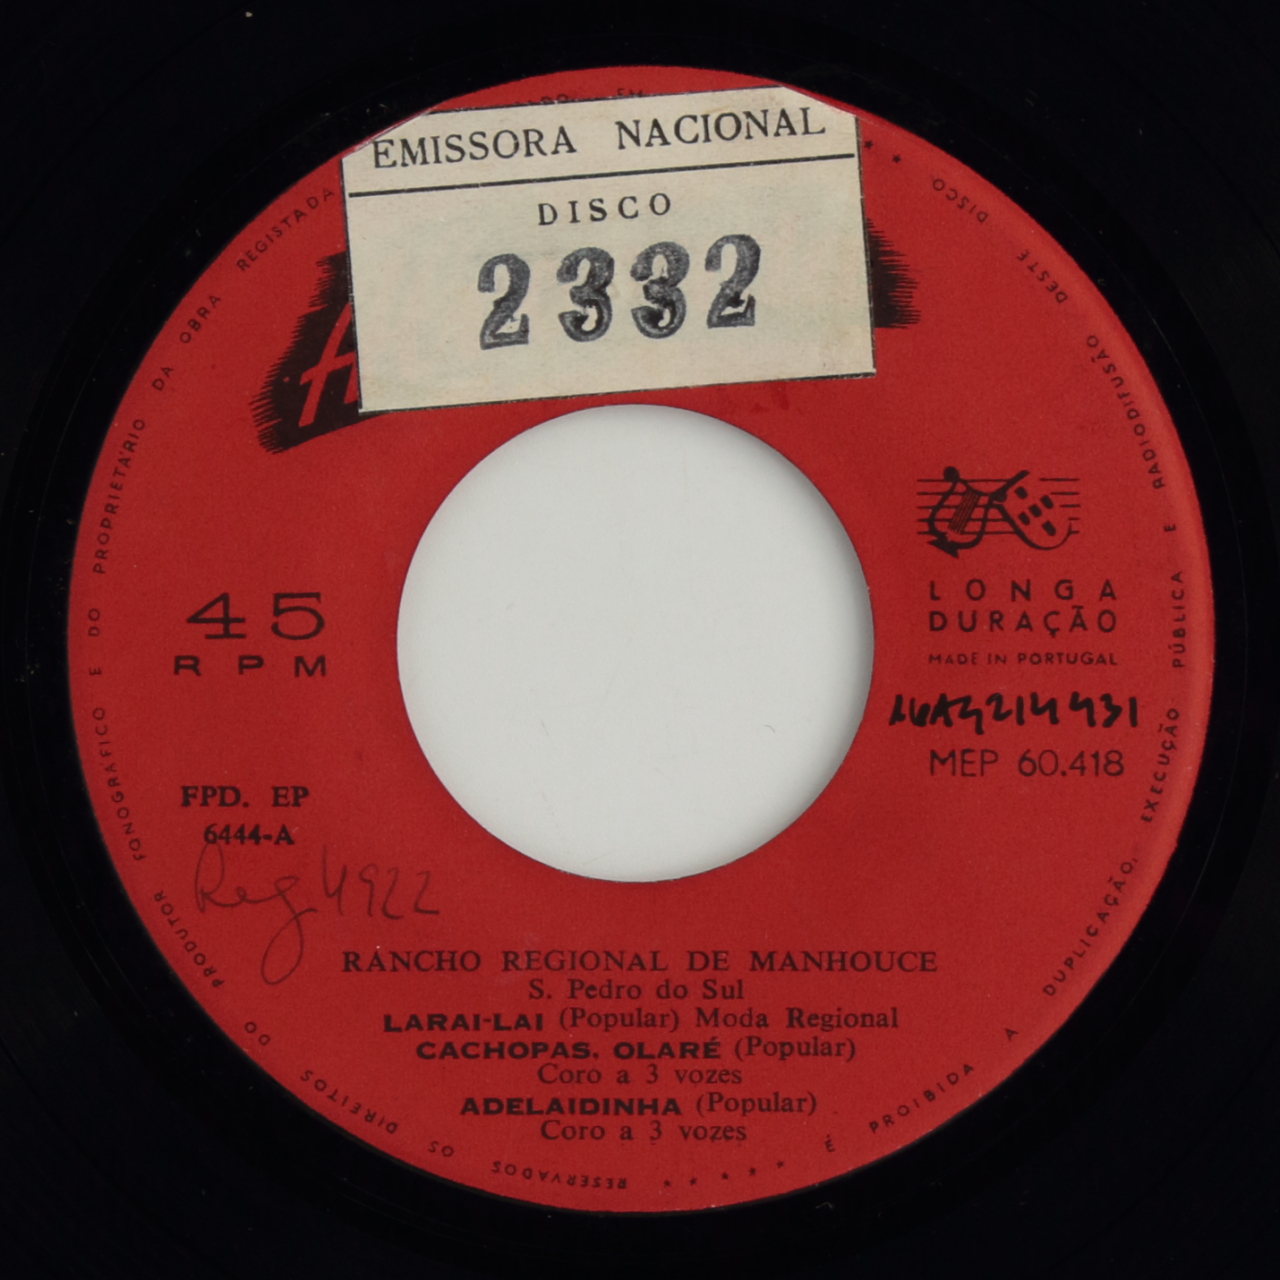 EMISSORA NACIONAL
DISCO
2332
45
RPM
LONGA
DURAÇÃO
MADE IN PORTUGAL
MEP 60.418
FPD. EP
6444-A
Reg 4922
RANCHO REGIONAL DE MANHOUCE
S. Pedro do Sul
LARAI-LAI (Popular) Moda Regional
CACHOPAS, OLARÉ (Popular)
Coro a 3 vozes
ADELAIDINHA (Popular)
Coro a 3 vozes
É PROIBIDA A DUPLICAÇÃO, EXECUÇÃO PÚBLICA E RADIODIFUSÃO DESTE DISCO * *
* * * * * RESERVADOS OS DIREITOS DO PRODUTOR FONOGRÁFICO E DO PROPRIETÁRIO DA OBRA REGISTADA